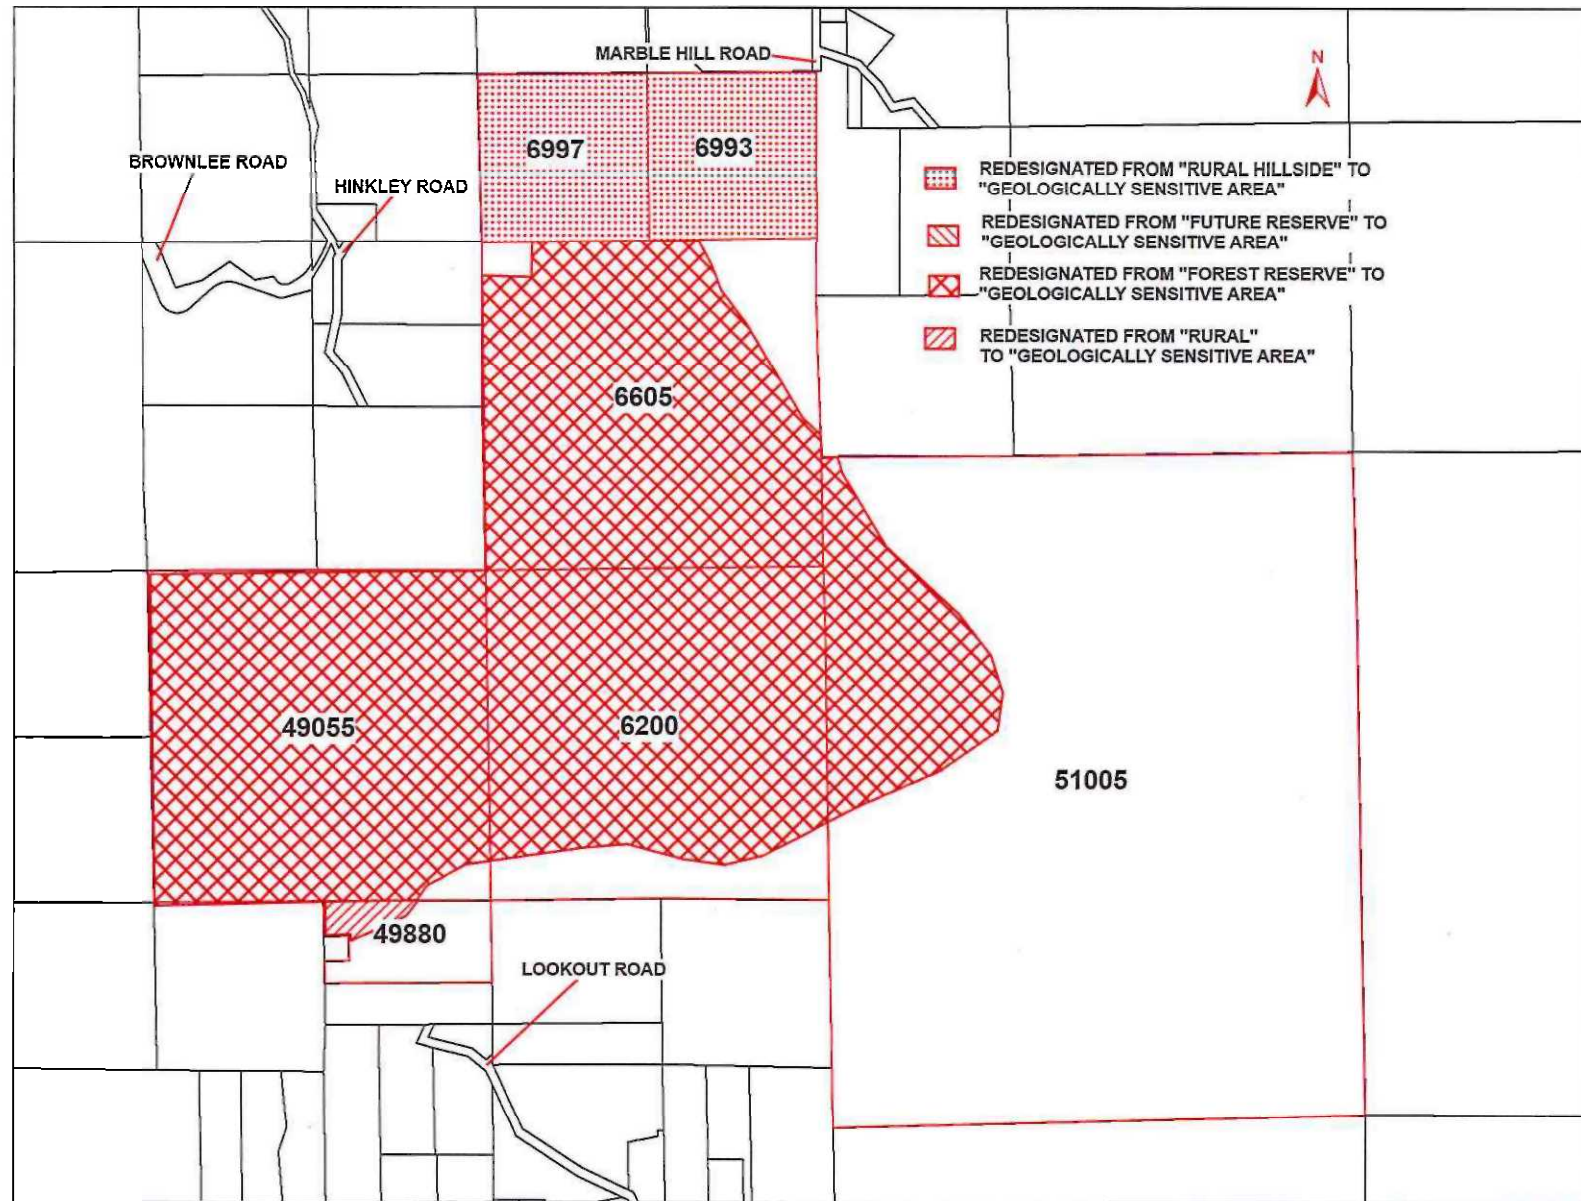 MARBLE HILL ROAD
N
6997
6993
BROWNLEE ROAD
HINKLEY ROAD
REDESIGNATED FROM "RURAL HILLSIDE" TO
"GEOLOGICALLY SENSITIVE AREA"
REDESIGNATED FROM "FUTURE RESERVE" TO
"GEOLOGICALLY SENSITIVE AREA"
REDESIGNATED FROM "FOREST RESERVE" TO
"GEOLOGICALLY SENSITIVE AREA"
REDESIGNATED FROM "RURAL"
TO "GEOLOGICALLY SENSITIVE AREA"
6605
49055
6200
51005
49880
LOOKOUT ROAD